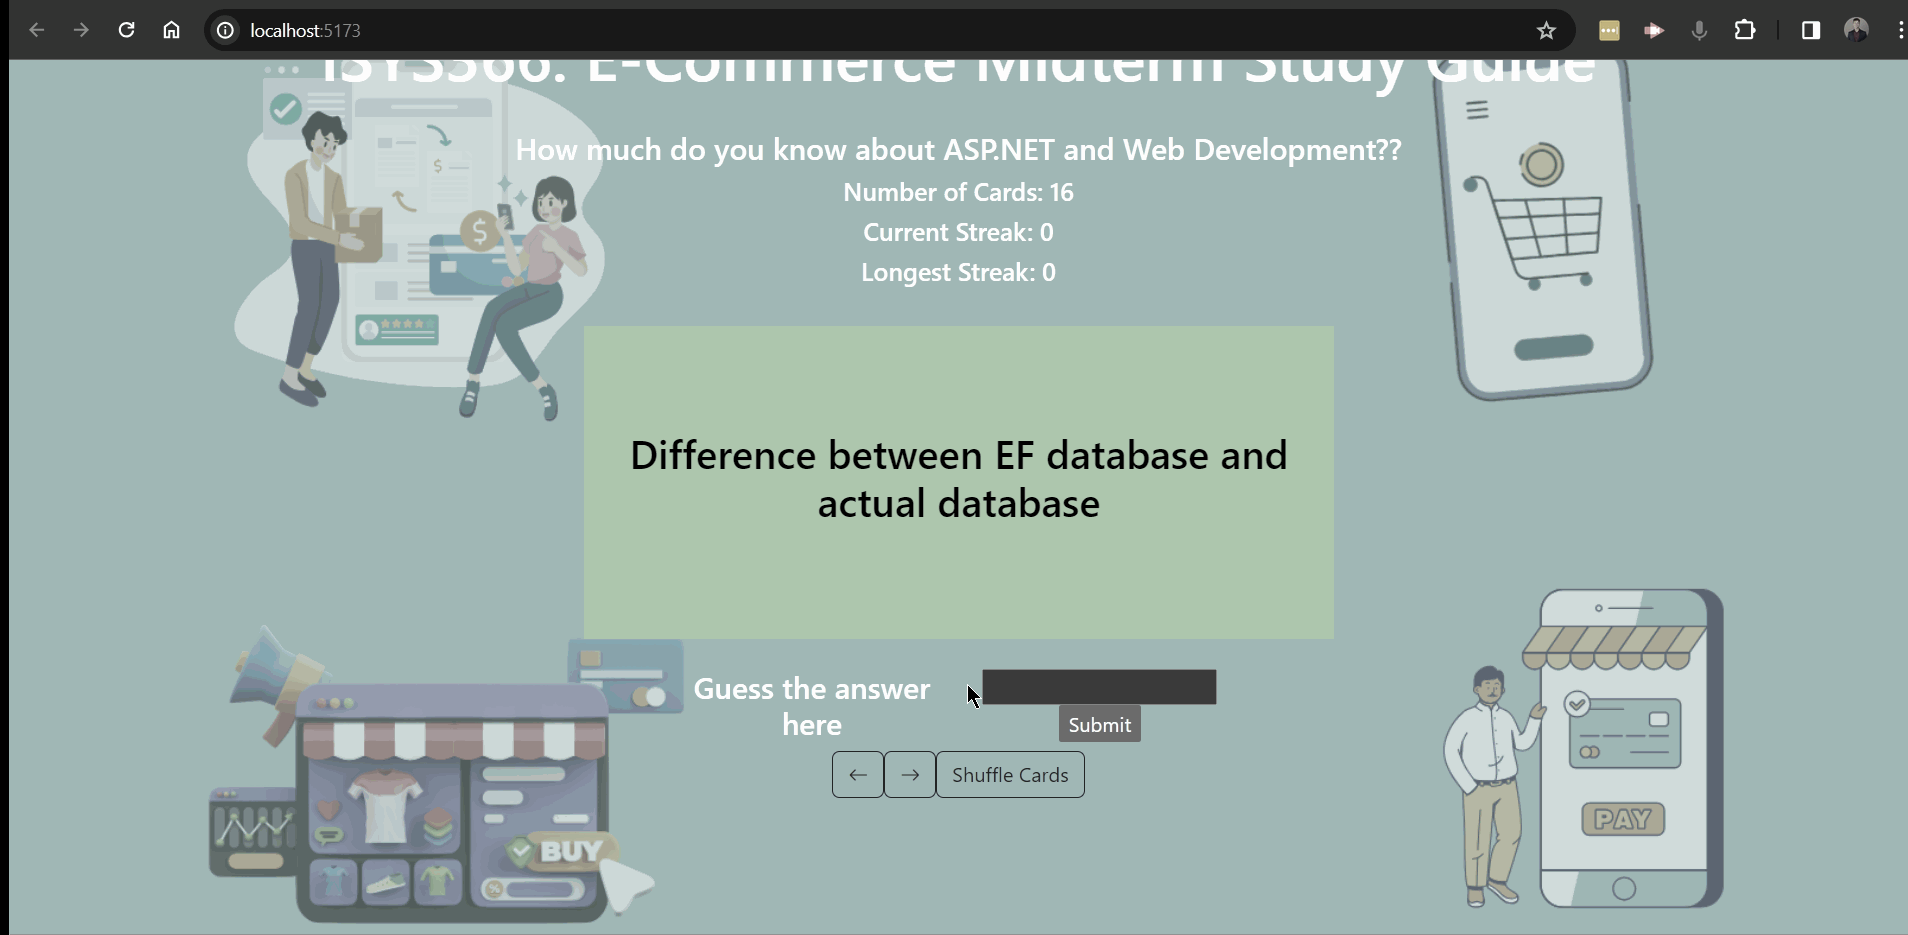 localhost:5173
ISYS366: E-Commerce Midterm Study Guide
How much do you know about ASP.NET and Web Development??
Number of Cards: 16
Current Streak: 0
Longest Streak: 0
Difference between EF database and
actual database
Guess the answer
here
Submit
← → Shuffle Cards
BUY
PAY